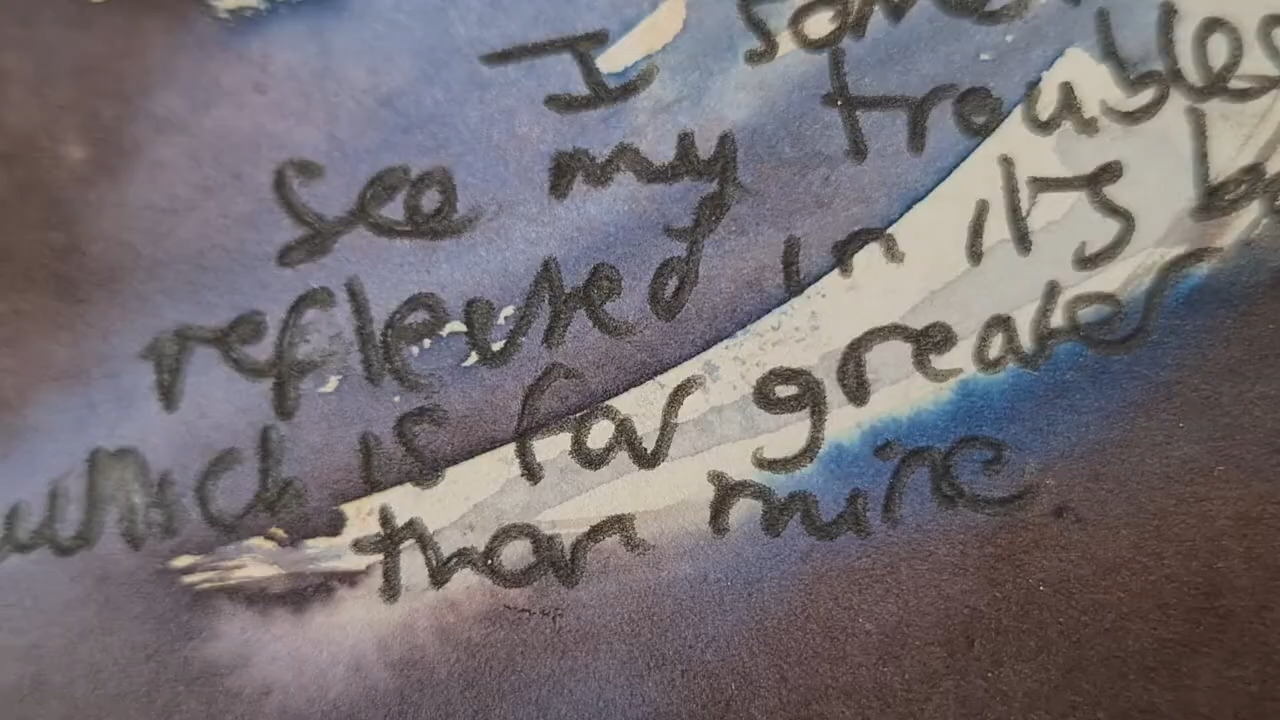 I
see my troubles
reflected in its
which is far greater
than mine